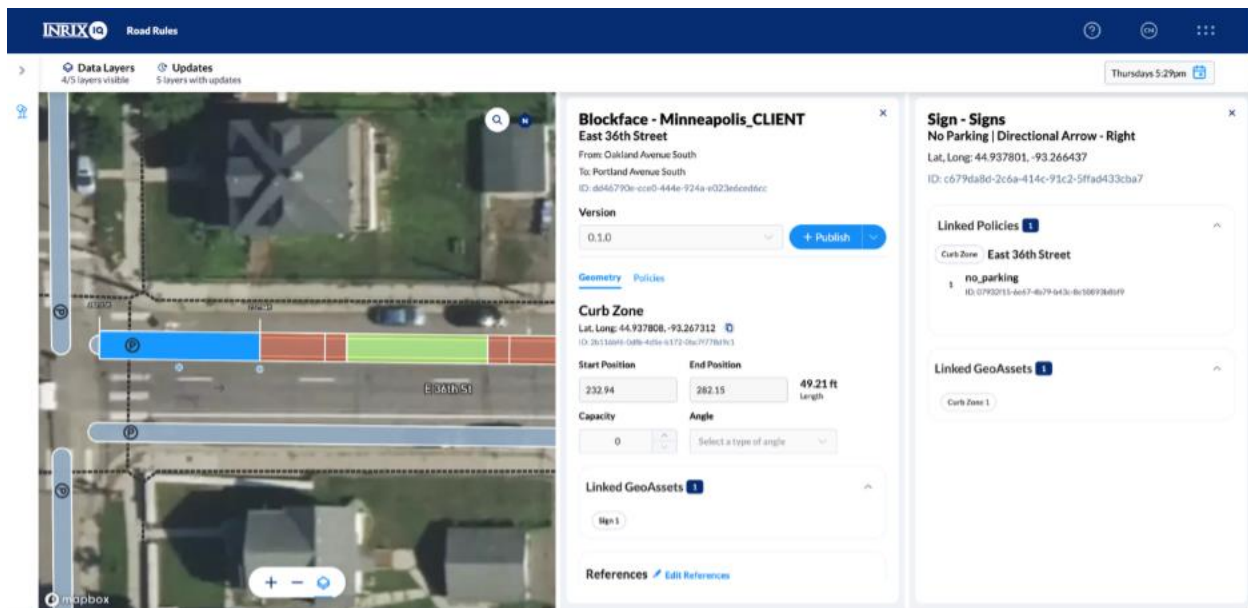 INRIX IQ Road Rules
CM
Data Layers
4/5 layers visible
Updates
5 layers with updates
Thursdays 5:29pm
N
P
P
E 36th St
P
mapbox
Blockface - Minneapolis_CLIENT
East 36th Street
From: Oakland Avenue South
To: Portland Avenue South
Version
0.1.0
+ Publish
Geometry Policies
Curb Zone
Lat, Long: 44.937808, -93.267312
Start Position End Position
232.94 282.15 49.21 ft
Length
Capacity Angle
0 Select a type of angle
Linked GeoAssets 1
Sign 1
References Edit References
Sign - Signs
No Parking | Directional Arrow - Right
Lat, Long: 44.937801, -93.266437
ID: c679da8d-2c6a-414c-91c2-5ffad433cba7
Linked Policies 1
Curb Zone East 36th Street
1 no_parking
Linked GeoAssets 1
Curb Zone 1